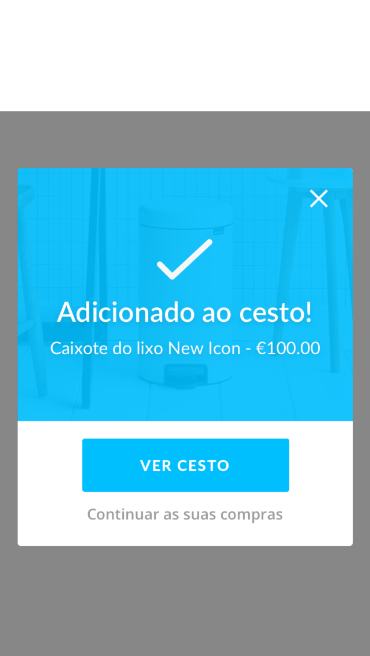 Adicionado ao cesto!
Caixote do lixo New Icon - €100.00
VER CESTO
Continuar as suas compras